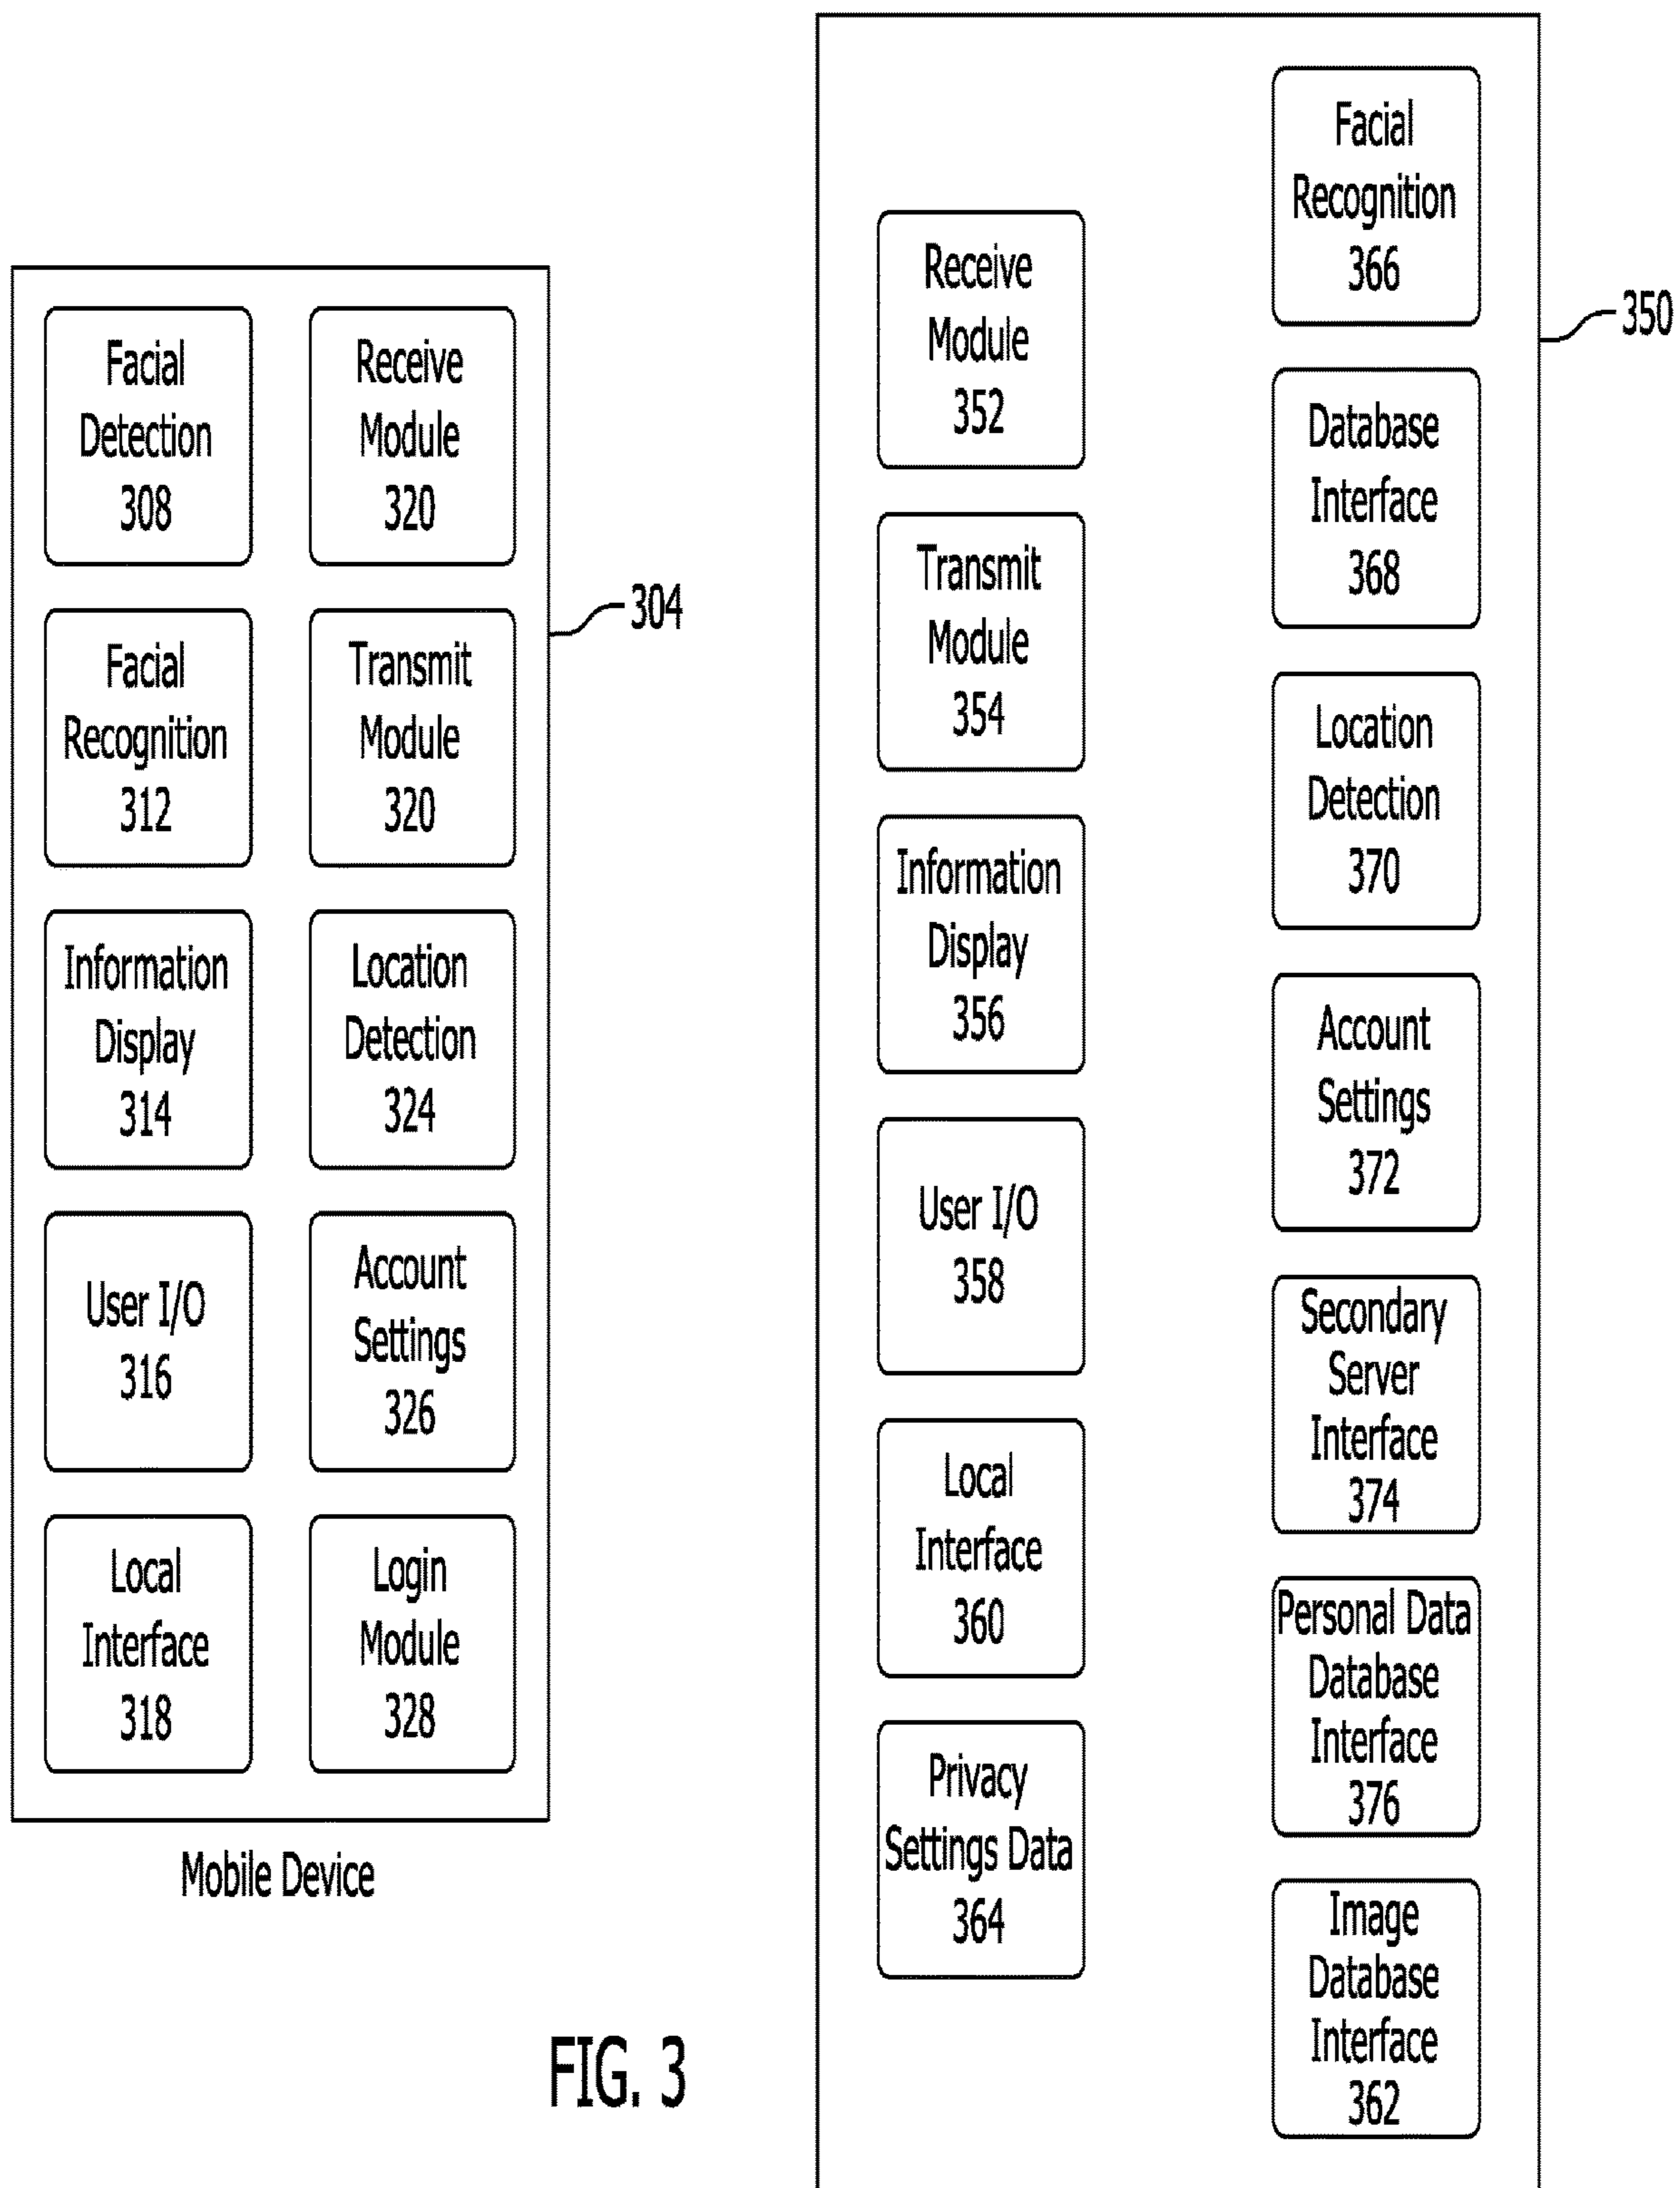 Facial
Detection
308
Receive
Module
320
Facial
Recognition
312
Transmit
Module
320
Information
Display
314
Location
Detection
324
User I/O
316
Account
Settings
326
Local
Interface
318
Login
Module
328
304
Mobile Device
Receive
Module
352
Transmit
Module
354
Information
Display
356
User I/O
358
Local
Interface
360
Privacy
Settings Data
364
Facial
Recognition
366
Database
Interface
368
Location
Detection
370
Account
Settings
372
Secondary
Server
Interface
374
Personal Data
Database
Interface
376
Image
Database
Interface
362
350
FIG. 3